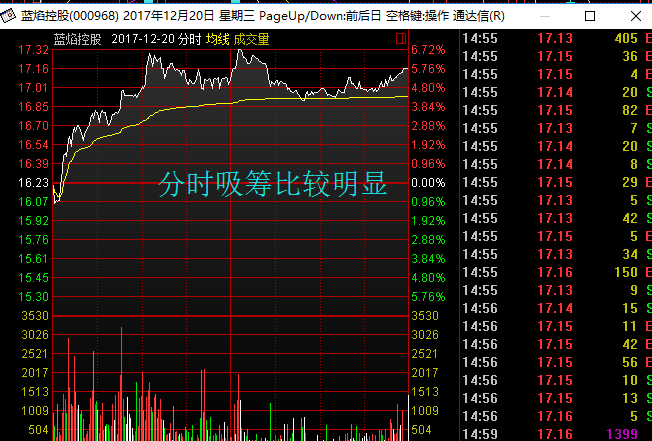 蓝焰控股(000968) 2017年12月20日 星期三 PageUp/Down:前后日 空格键:操作 通达信(R)
蓝焰控股 2017-12-20 分时 均线 成交量
17.32 6.72%
17.16 5.76%
17.01 4.80%
16.85 3.84%
16.70 2.88%
16.54 1.92%
16.39 0.96%
16.23 0.00%
16.07 0.96%
15.92 1.92%
15.76 2.88%
15.61 3.84%
15.45 4.80%
15.30 5.76%
3530 3530
3026 3026
2521 2521
2017 2017
1513 1513
1009 1009
504 504
分时吸筹比较明显
14:55 17.13 405 E
14:55 17.15 36 E
14:55 17.15 4 E
14:55 17.14 20 S
14:55 17.15 82 E
14:55 17.13 7 S
14:55 17.14 20 S
14:55 17.14 8 S
14:55 17.15 29 E
14:55 17.13 5 S
14:55 17.13 42 S
14:55 17.15 5 E
14:55 17.13 34 S
14:55 17.16 150 E
14:55 17.13 9 S
14:56 17.14 15 S
14:56 17.15 11 E
14:56 17.15 42 E
14:56 17.15 56 E
14:56 17.15 10 S
14:56 17.15 13 S
14:56 17.16 5 S
14:59 17.16 1399